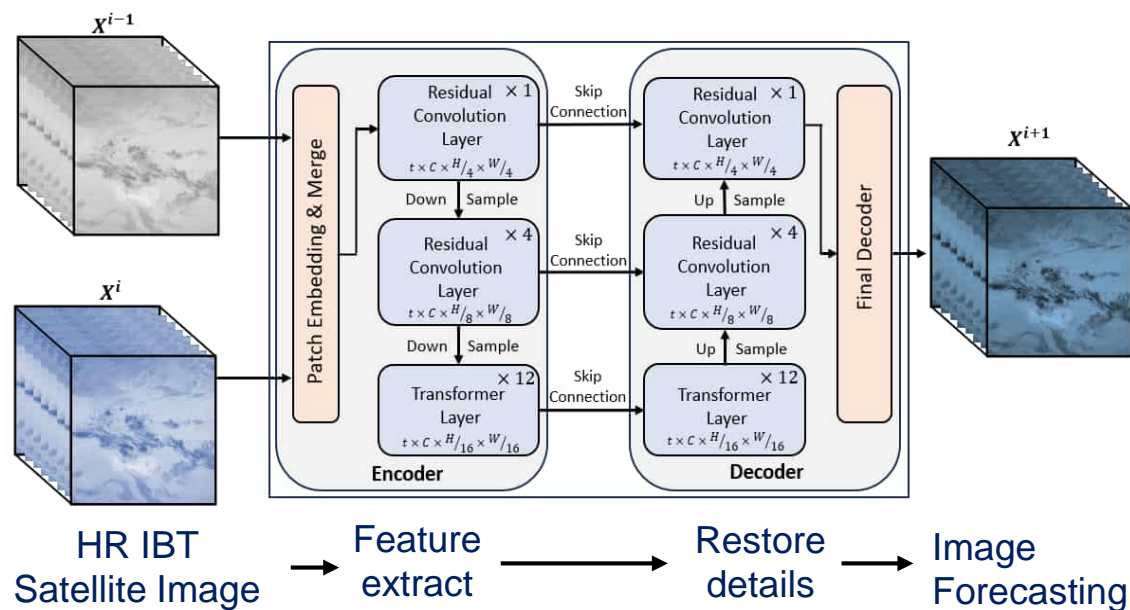 X^{i-1}
X^i
Patch Embedding & Merge
Residual × 1
Convolution
Layer
t × C × H/4 × W/4
Down Sample
Residual × 4
Convolution
Layer
t × C × H/8 × W/8
Down Sample
× 12
Transformer
Layer
t × C × H/16 × W/16
Encoder
Skip
Connection
Skip
Connection
Skip
Connection
Residual × 1
Convolution
Layer
t × C × H/4 × W/4
Up Sample
Residual × 4
Convolution
Layer
t × C × H/8 × W/8
Up Sample
× 12
Transformer
Layer
t × C × H/16 × W/16
Decoder
Final Decoder
X^{i+1}
HR IBT
Satellite Image
Feature
extract
Restore
details
Image
Forecasting